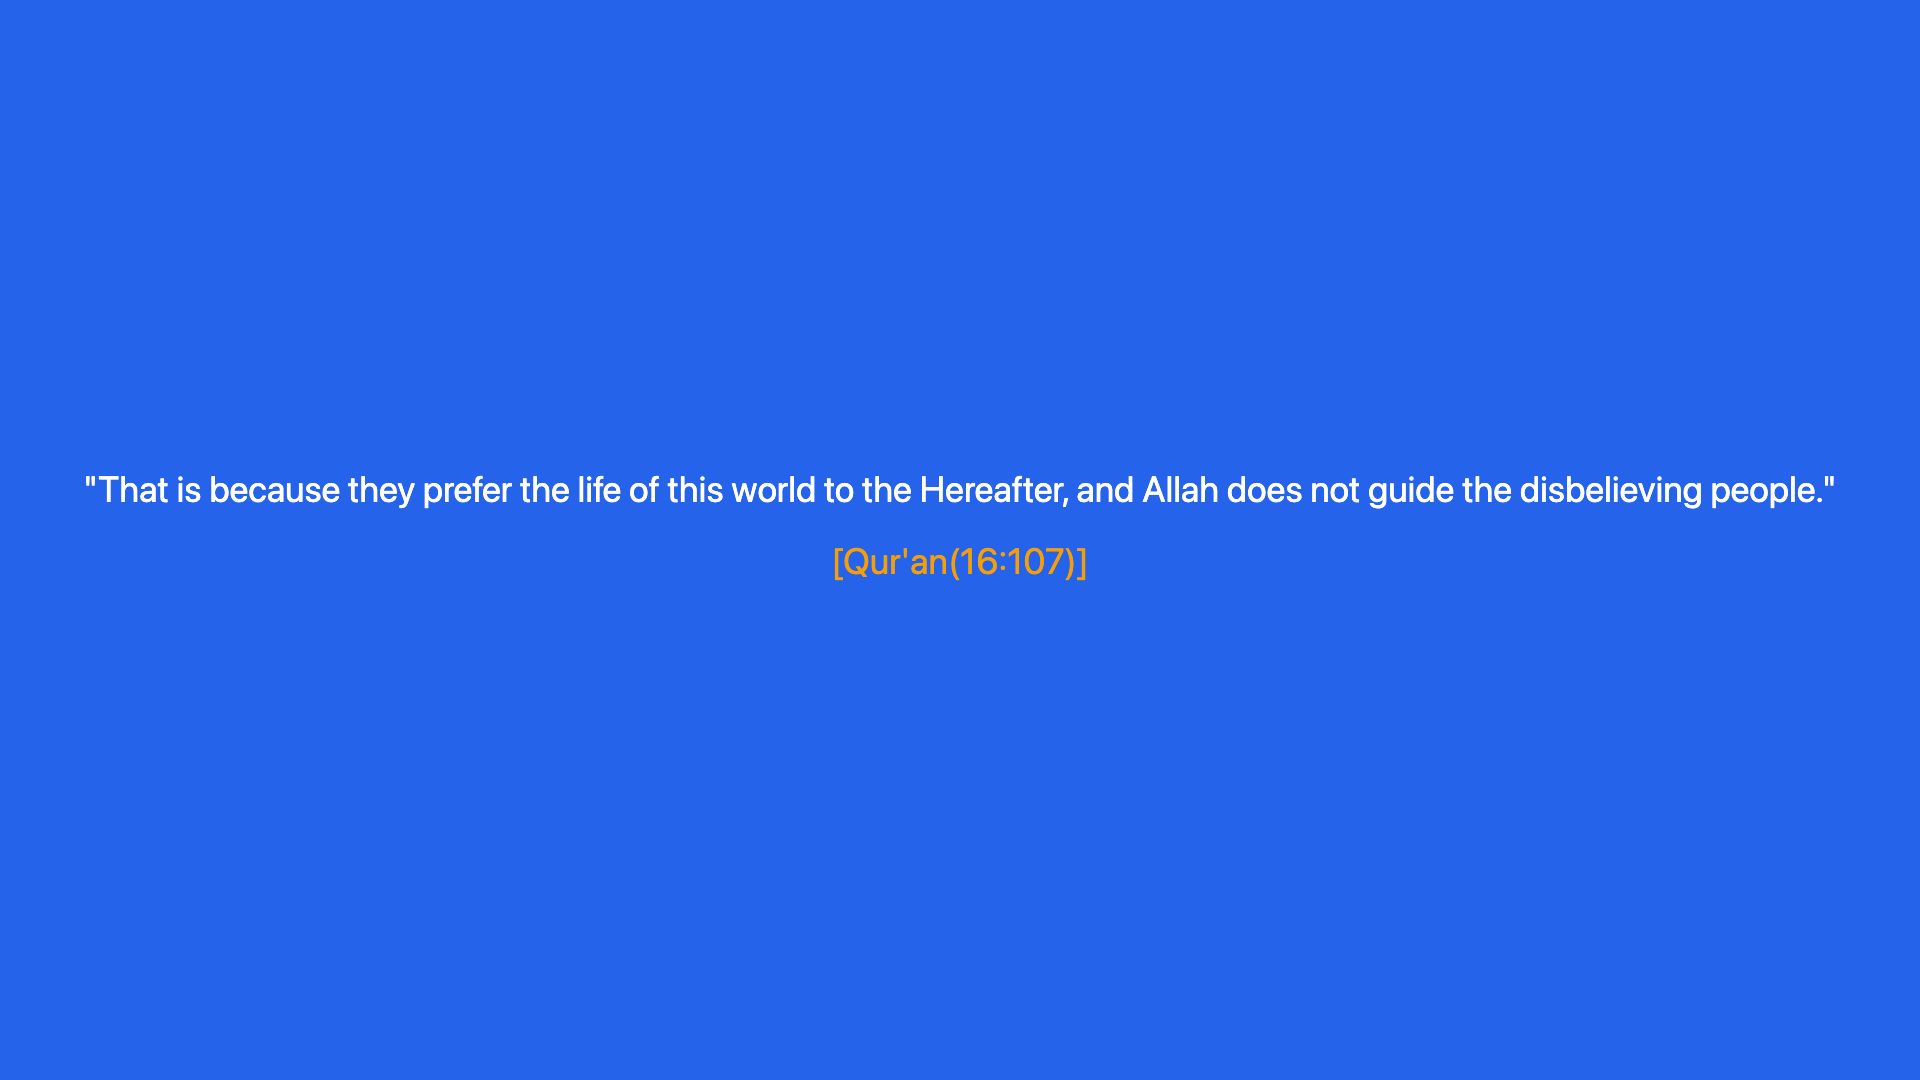 "That is because they prefer the life of this world to the Hereafter, and Allah does not guide the disbelieving people."
[Qur'an(16:107)]